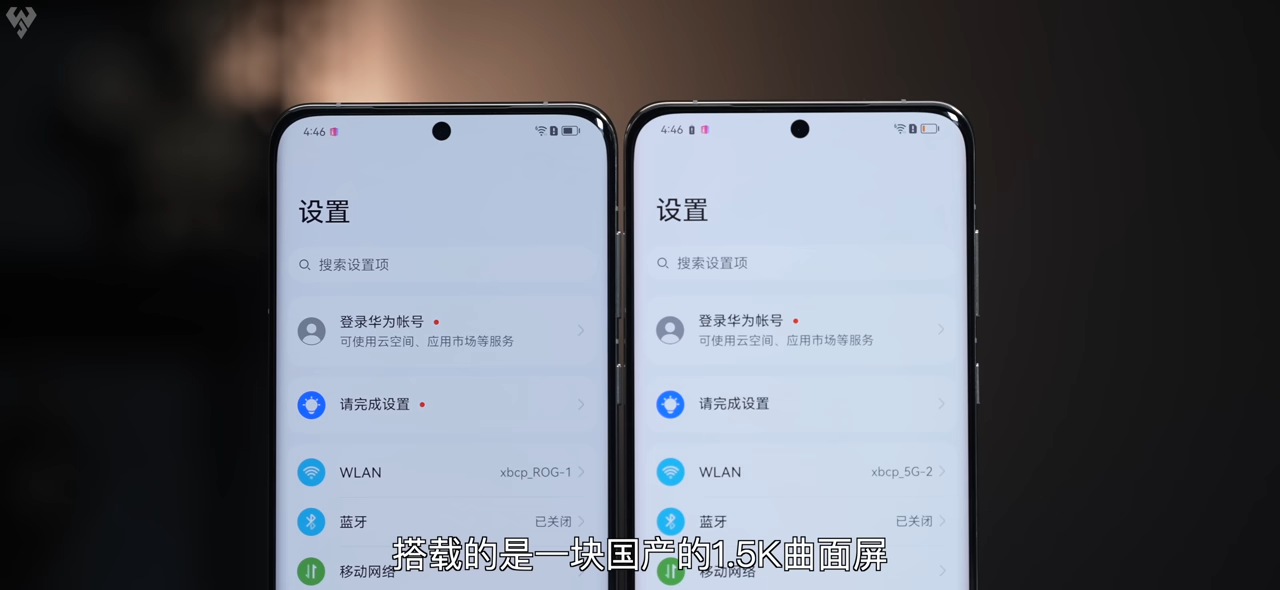 4:46
设置
搜索设置项
登录华为帐号
可使用云空间、应用市场等服务
请完成设置
WLAN xbcp_ROG-1
蓝牙 已关闭
移动网络
4:46
设置
搜索设置项
登录华为帐号
可使用云空间、应用市场等服务
请完成设置
WLAN xbcp_5G-2
蓝牙 已关闭
移动网络
搭载的是一块国产的1.5K曲面屏